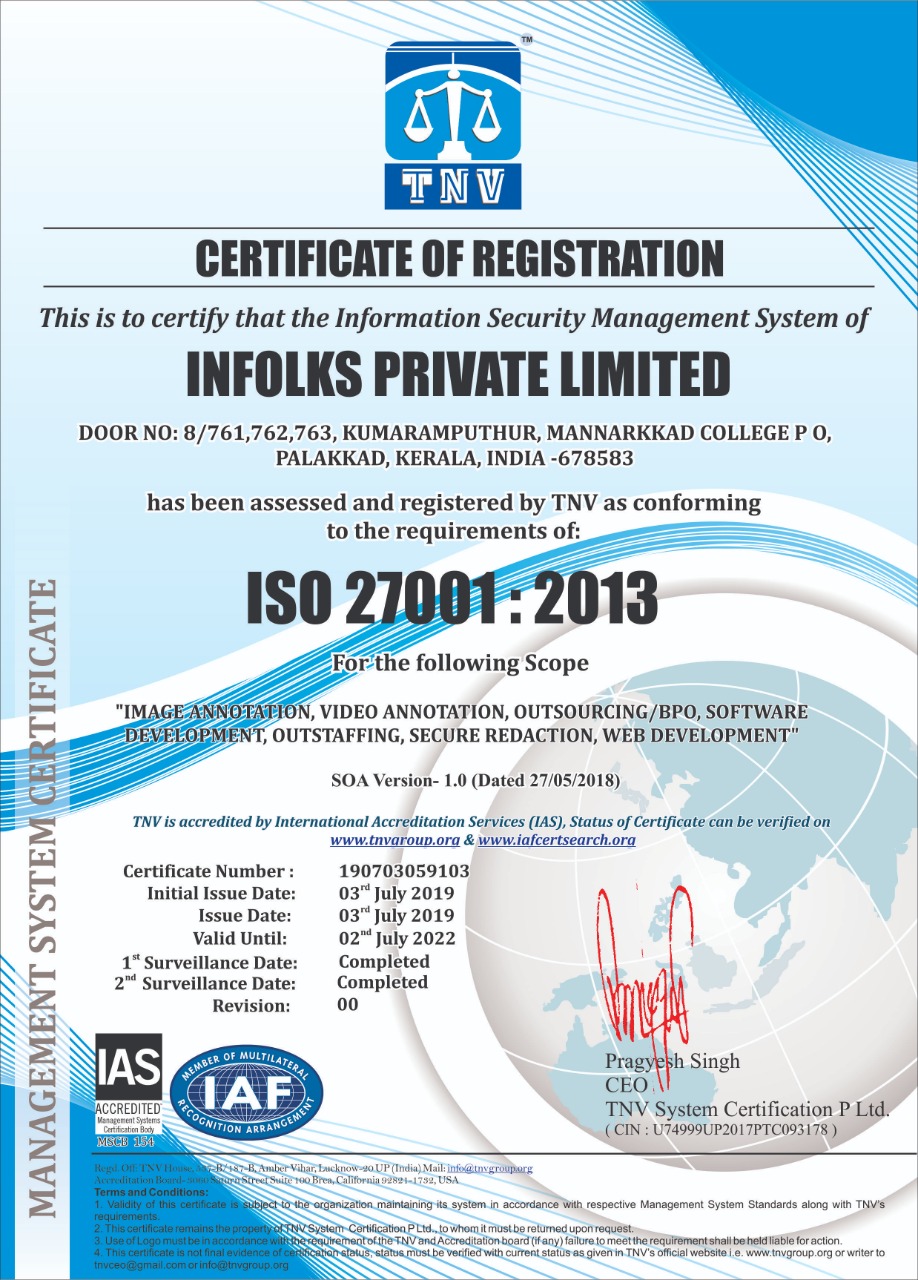 TM
TNV
CERTIFICATE OF REGISTRATION
This is to certify that the Information Security Management System of
INFOLKS PRIVATE LIMITED
DOOR NO: 8/761,762,763, KUMARAMPUTHUR, MANNARKKAD COLLEGE P O,
PALAKKAD, KERALA, INDIA -678583
has been assessed and registered by TNV as conforming
to the requirements of:
ISO 27001 : 2013
For the following Scope
"IMAGE ANNOTATION, VIDEO ANNOTATION, OUTSOURCING/BPO, SOFTWARE
DEVELOPMENT, OUTSTAFFING, SECURE REDACTION, WEB DEVELOPMENT"
SOA Version- 1.0 (Dated 27/05/2018)
TNV is accredited by International Accreditation Services (IAS), Status of Certificate can be verified on
www.tnvgroup.org & www.iafcertsearch.org
Certificate Number : 190703059103
Initial Issue Date: 03rd July 2019
Issue Date: 03rd July 2019
Valid Until: 02nd July 2022
1st Surveillance Date: Completed
2nd Surveillance Date: Completed
Revision: 00
MANAGEMENT SYSTEM CERTIFICATE
IAS
ACCREDITED
Management Systems
Certification Body
MSCB 154
MEMBER OF MULTILATERAL
IAF
RECOGNITION ARRANGEMENT
Pragyesh Singh
CEO
TNV System Certification P Ltd.
( CIN : U74999UP2017PTC093178 )
Regd. Off: TNV House, Amber Vihar, Lucknow-20 UP (India) Mail: info@tnvgroup.org
Accreditation Board- Saturn Street Suite 100 Brea, California 92821-1732, USA
Terms and Conditions:
1. Validity of this certificate is subject to the organization maintaining its system in accordance with respective Management System Standards along with TNV's
requirements.
2. This certificate remains the property of TNV System Certification P Ltd., to whom it must be returned upon request.
3. Use of Logo must be in accordance with the requirement of the TNV and Accreditation board (if any) failure to meet the requirement shall be held liable for action.
4. This certificate is not final evidence of certification status, status must be verified with current status as given in TNV's official website i.e. www.tnvgroup.org or writer to
tnvceo@gmail.com or info@tnvgroup.org